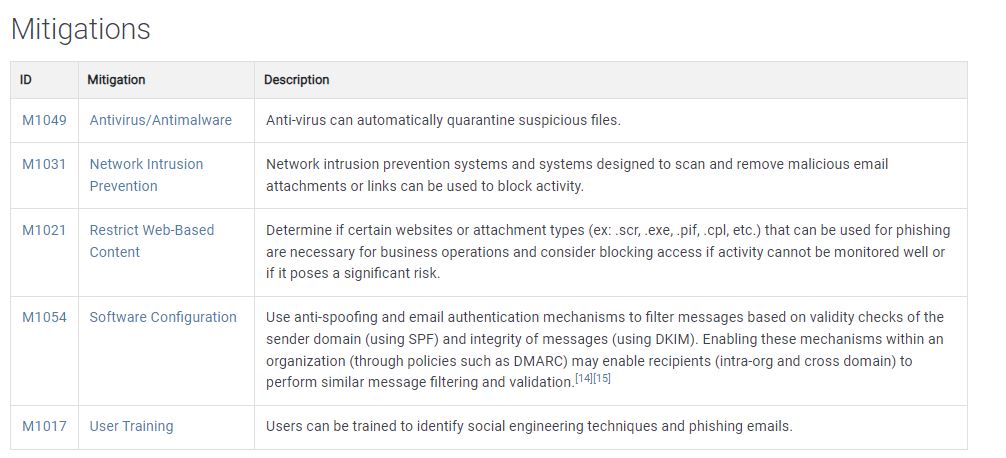 Mitigations
ID Mitigation Description
M1049 Antivirus/Antimalware Anti-virus can automatically quarantine suspicious files.
M1031 Network Intrusion Prevention Network intrusion prevention systems and systems designed to scan and remove malicious email
attachments or links can be used to block activity.
M1021 Restrict Web-Based Content Determine if certain websites or attachment types (ex: .scr, .exe, .pif, .cpl, etc.) that can be used for phishing
are necessary for business operations and consider blocking access if activity cannot be monitored well or
if it poses a significant risk.
M1054 Software Configuration Use anti-spoofing and email authentication mechanisms to filter messages based on validity checks of the
sender domain (using SPF) and integrity of messages (using DKIM). Enabling these mechanisms within an
organization (through policies such as DMARC) may enable recipients (intra-org and cross domain) to
perform similar message filtering and validation.[14][15]
M1017 User Training Users can be trained to identify social engineering techniques and phishing emails.